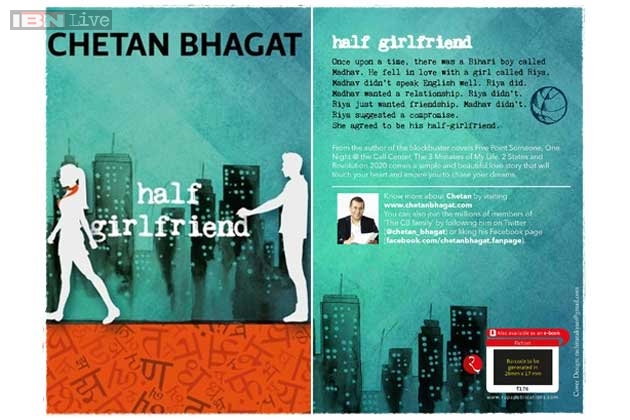 IBN Live
CHETAN BHAGAT
half
girlfriend
half girlfriend
Once upon a time, there was a Bihari boy called
Madhav. He fell in love with a girl called Riya.
Madhav didn't speak English well. Riya did.
Madhav wanted a relationship. Riya didn't.
Riya just wanted friendship. Madhav didn't.
Riya suggested a compromise.
She agreed to be his half-girlfriend.
From the author of the blockbuster novels Five Point Someone, One
Night @ the Call Center, The 3 Mistakes of My Life, 2 States and
Revolution 2020 comes a simple and beautiful love story that will
touch your heart and inspire you to chase your dreams.
Know more about Chetan by visiting
www.chetanbhagat.com
You can also join the millions of members of
'The CB family' by following him on Twitter
(@chetan_bhagat) or liking his Facebook page
(facebook.com/chetanbhagat.fanpage).
Also available as an e-book
Fiction
Barcode to be
generated in
26mm x 17 mm
₹176
www.rupapublications.com